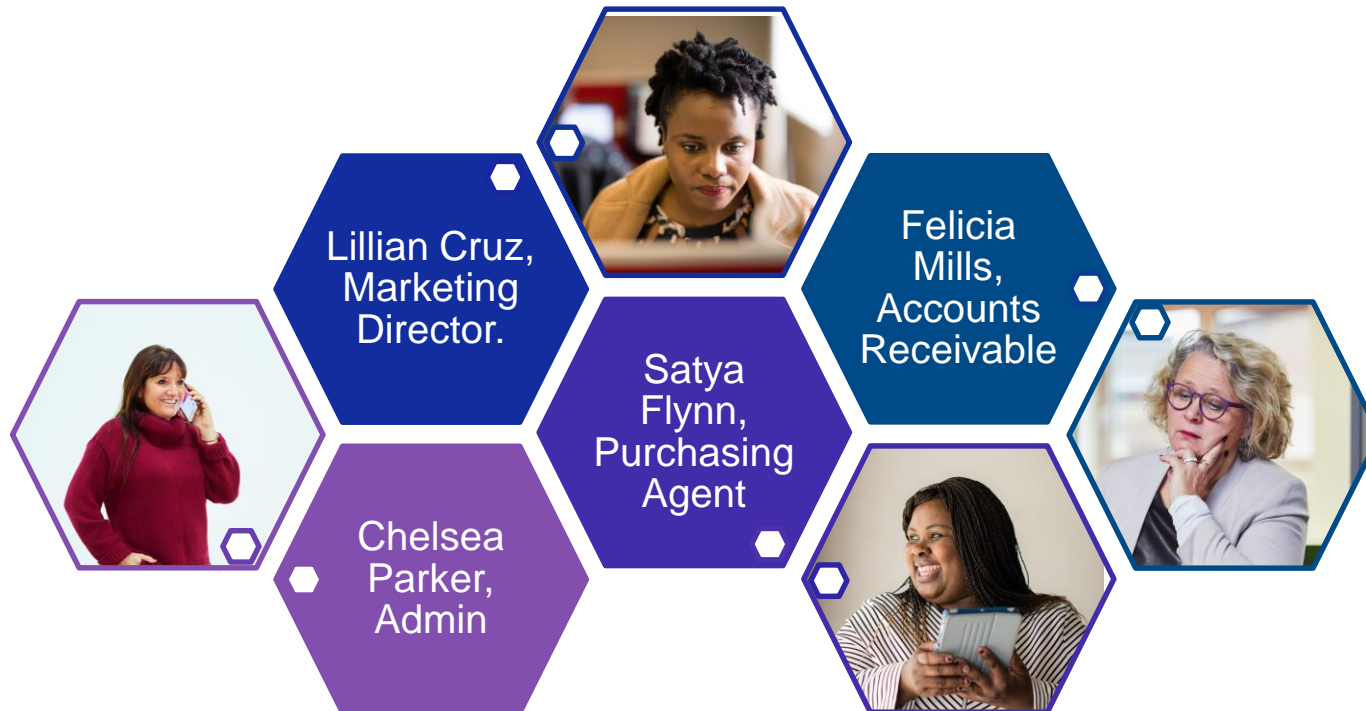 Lillian Cruz,
Marketing
Director.
Felicia
Mills,
Accounts
Receivable
Satya
Flynn,
Purchasing
Agent
Chelsea
Parker,
Admin